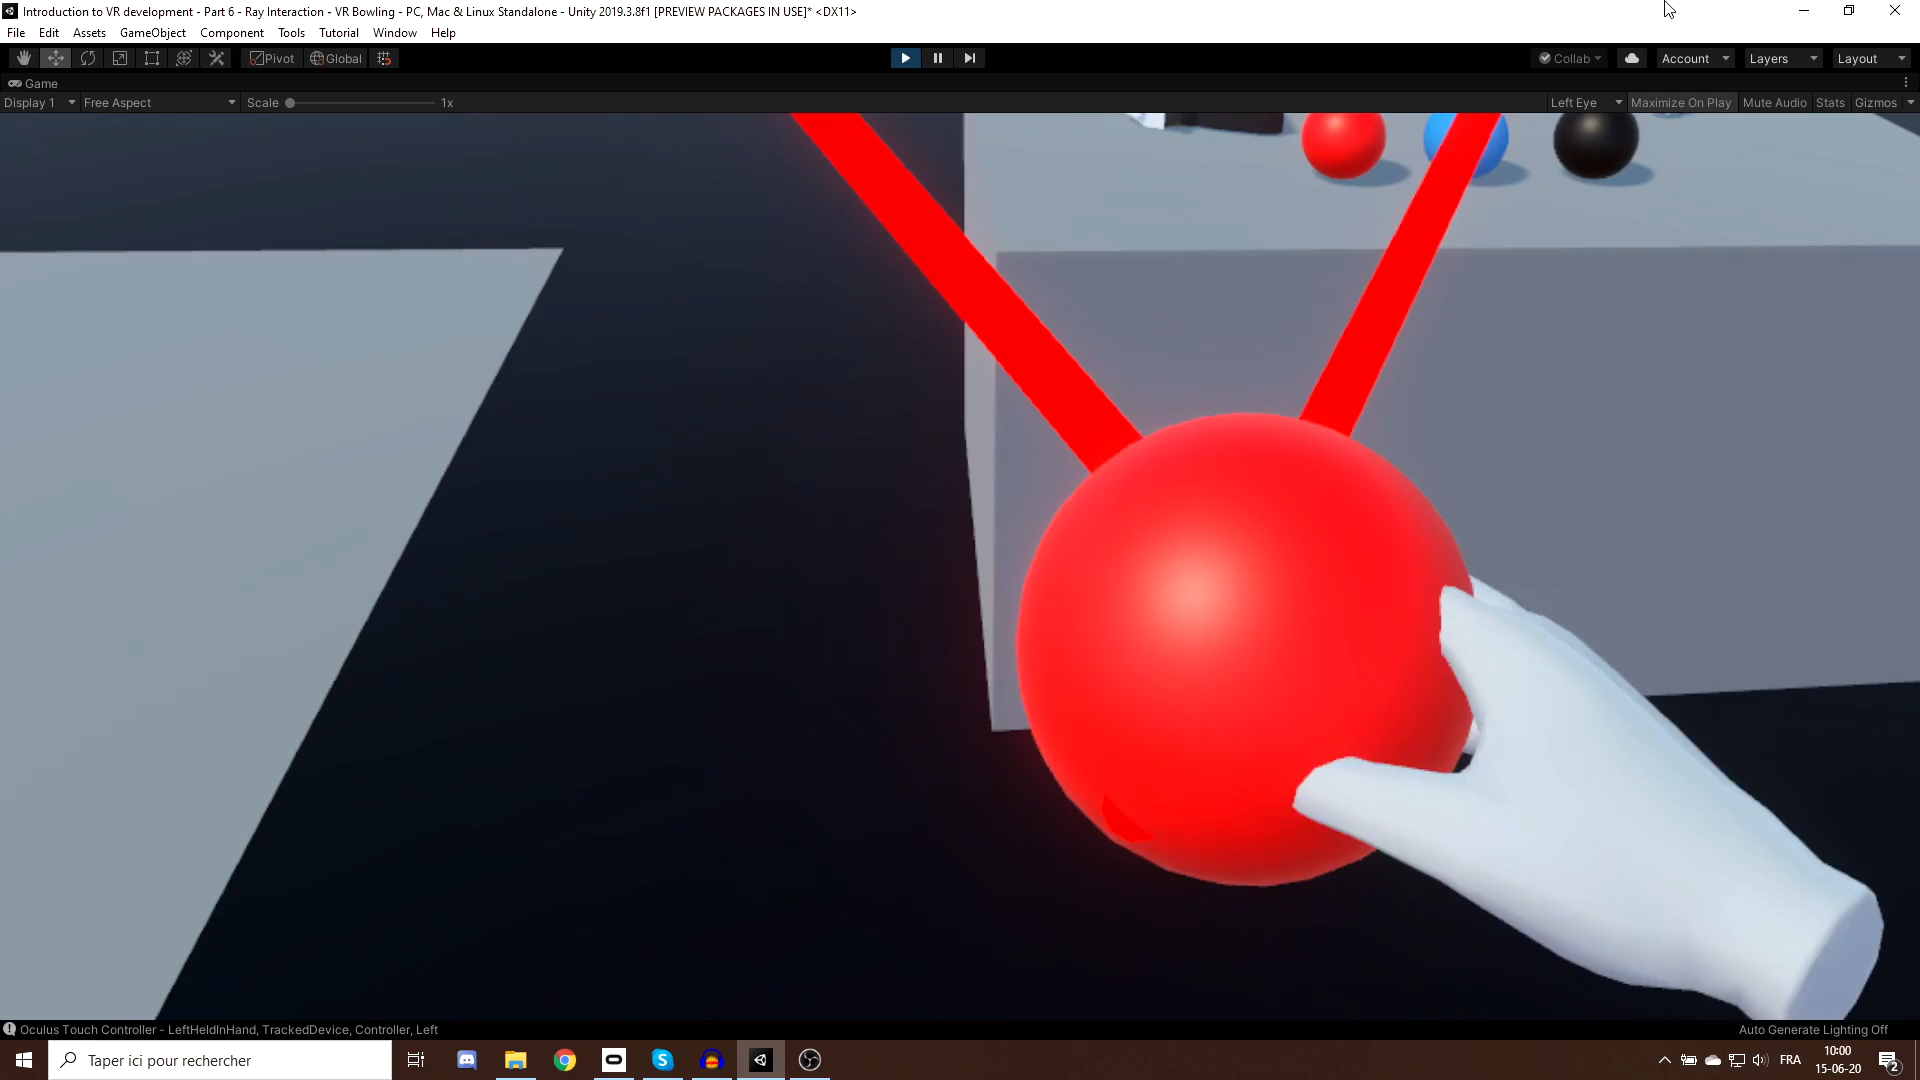 Introduction to VR development - Part 6 - Ray Interaction - VR Bowling - PC, Mac & Linux Standalone - Unity 2019.3.8f1 [PREVIEW PACKAGES IN USE]* <DX11>
File Edit Assets GameObject Component Tools Tutorial Window Help
Pivot Global Collab Account Layers Layout
Game
Display 1 Free Aspect Scale 1x Left Eye Maximize On Play Mute Audio Stats Gizmos
Oculus Touch Controller - LeftHeldInHand, TrackedDevice, Controller, Left Auto Generate Lighting Off
Taper ici pour rechercher FRA
10:00
15-06-20
2